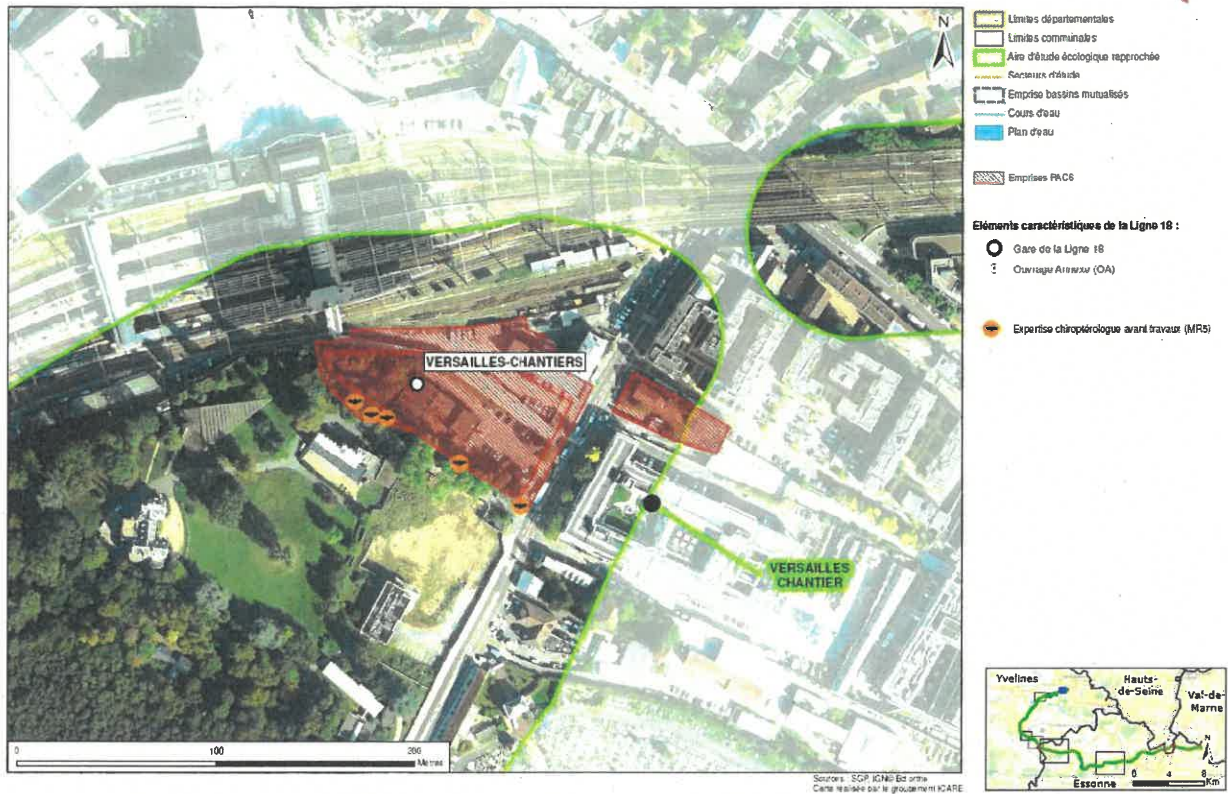 N
VERSAILLES-CHANTIERS
VERSAILLES
CHANTIER
0 100 200
Mètres
Limites départementales
Limites communales
Aire d'étude écologique rapprochée
Secteurs d'étude
Emprise bassins mutualisés
Cours d'eau
Plan d'eau
Emprises PAC6
Eléments caractéristiques de la Ligne 18 :
Gare de la Ligne 18
Ouvrage Annexe (OA)
Expertise chiroptérologue avant travaux (MR5)
Yvelines
Hauts-
de-Seine
Val-de-
Marne
N
Essonne
0 4 8
Km
Sources : SGP, IGN© Bd ortho
Carte réalisée par le groupement ICARE